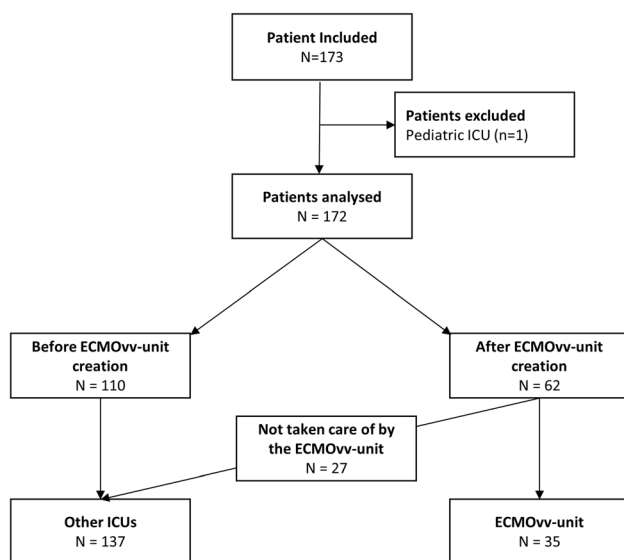 Patient Included
N=173
Patients excluded
Pediatric ICU (n=1)
Patients analysed
N = 172
Before ECMOvv-unit
creation
N = 110
After ECMOvv-unit
creation
N = 62
Not taken care of by
the ECMOvv-unit
N = 27
Other ICUs
N = 137
ECMOvv-unit
N = 35